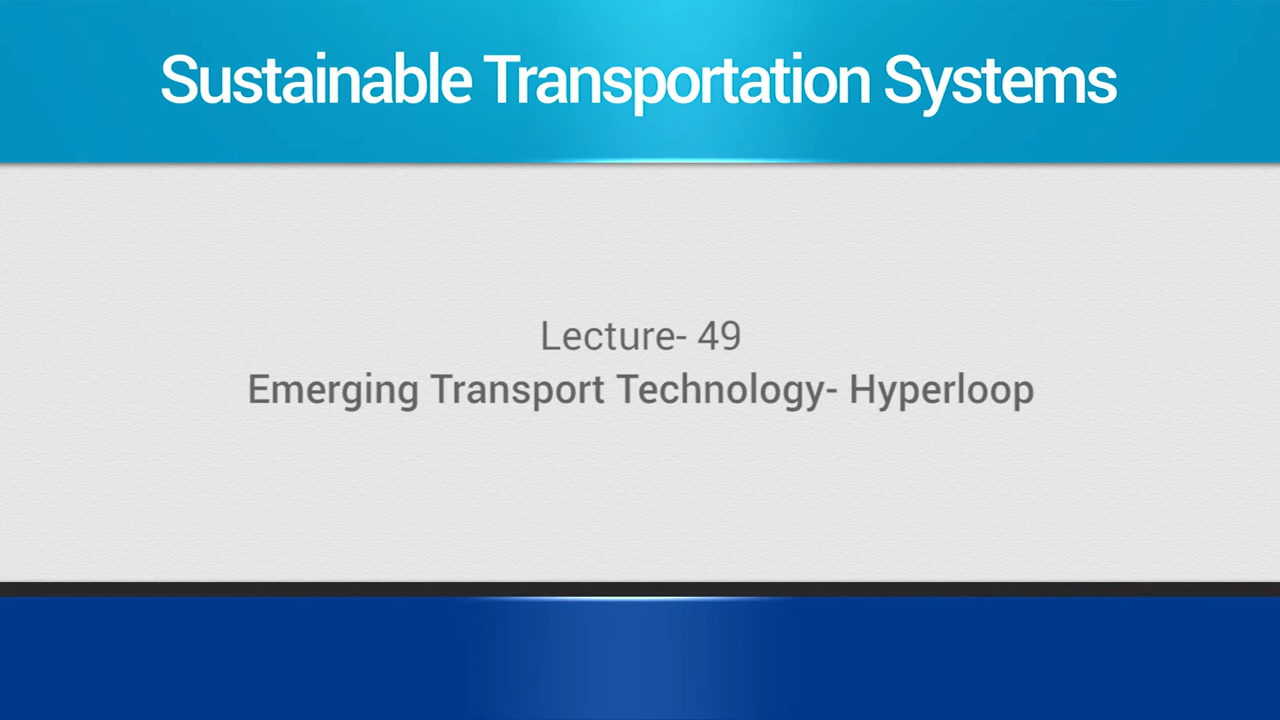 Sustainable Transportation Systems
Lecture- 49
Emerging Transport Technology- Hyperloop